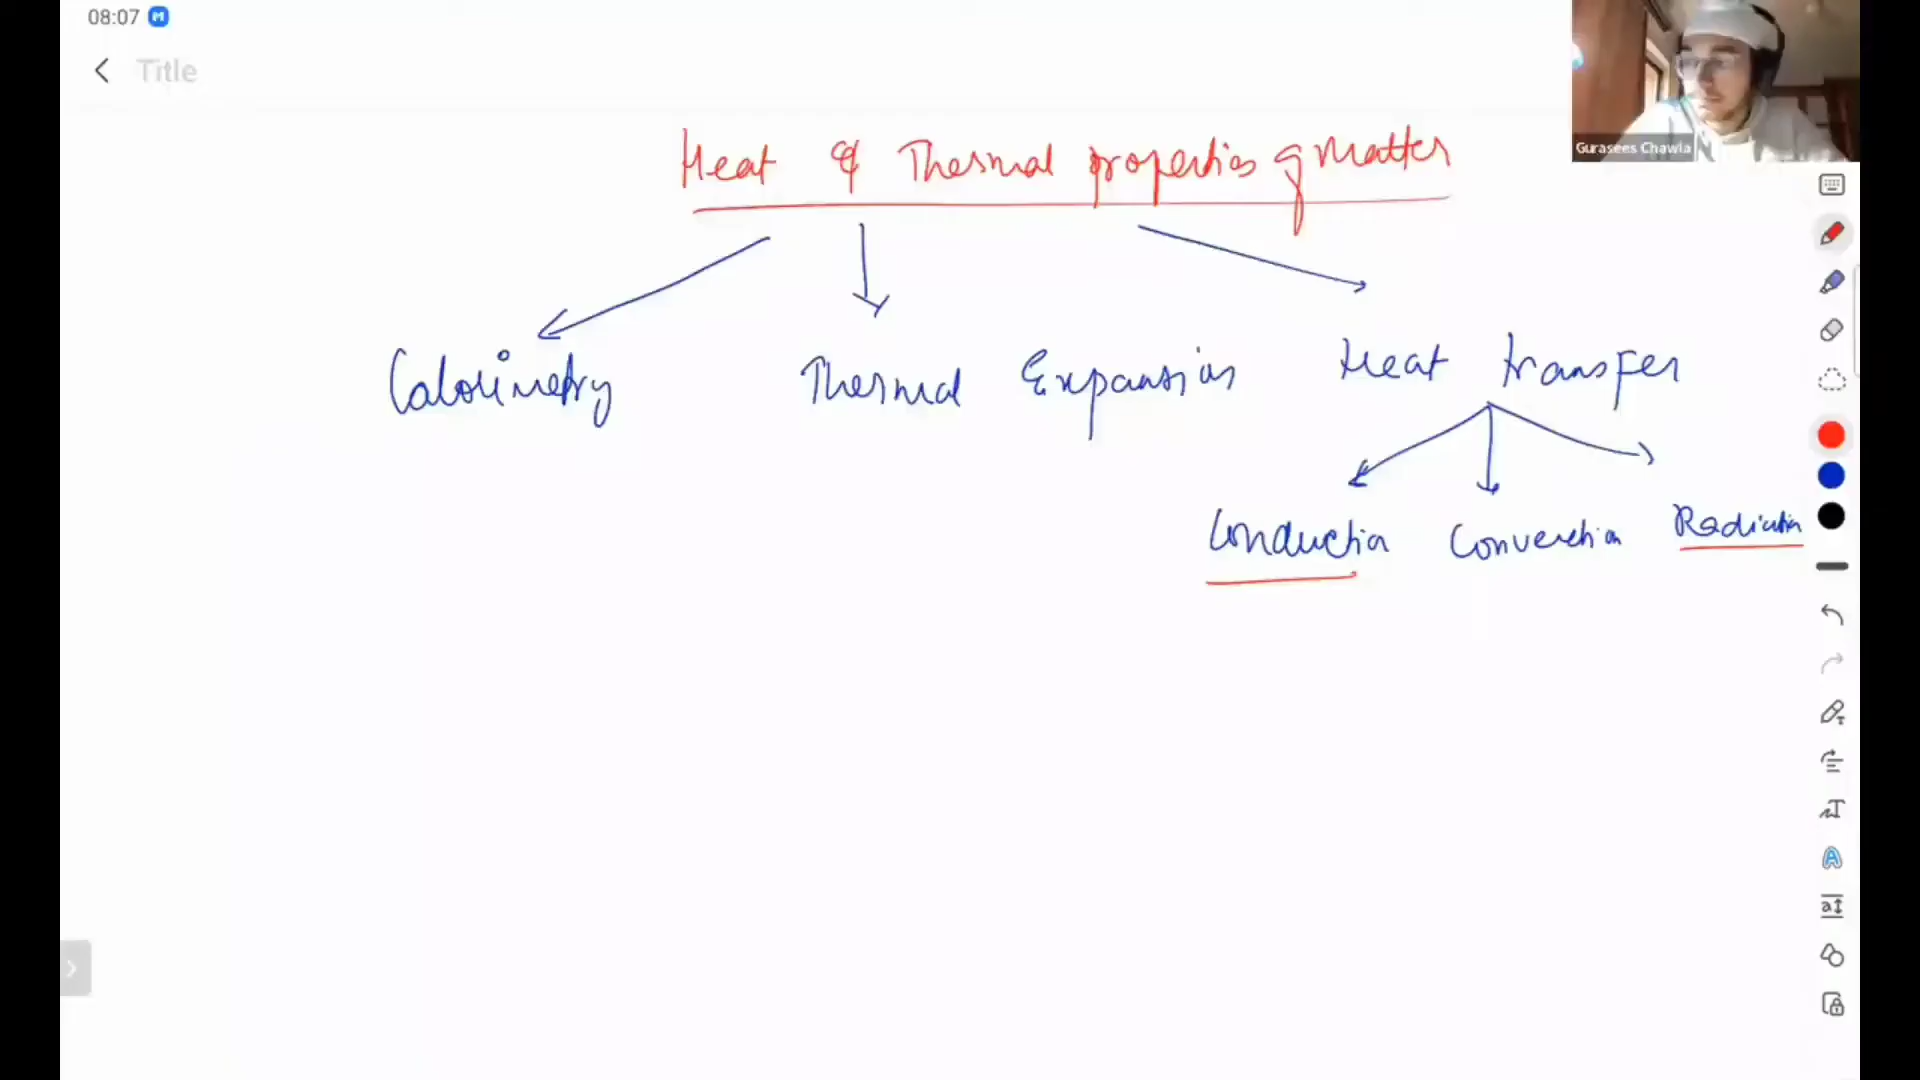 08:07
Title
Gurasees Chawla
Heat & Thermal properties of Matter
Calorimetry Thermal Expansion Heat transfer
Conduction Convection Radiation